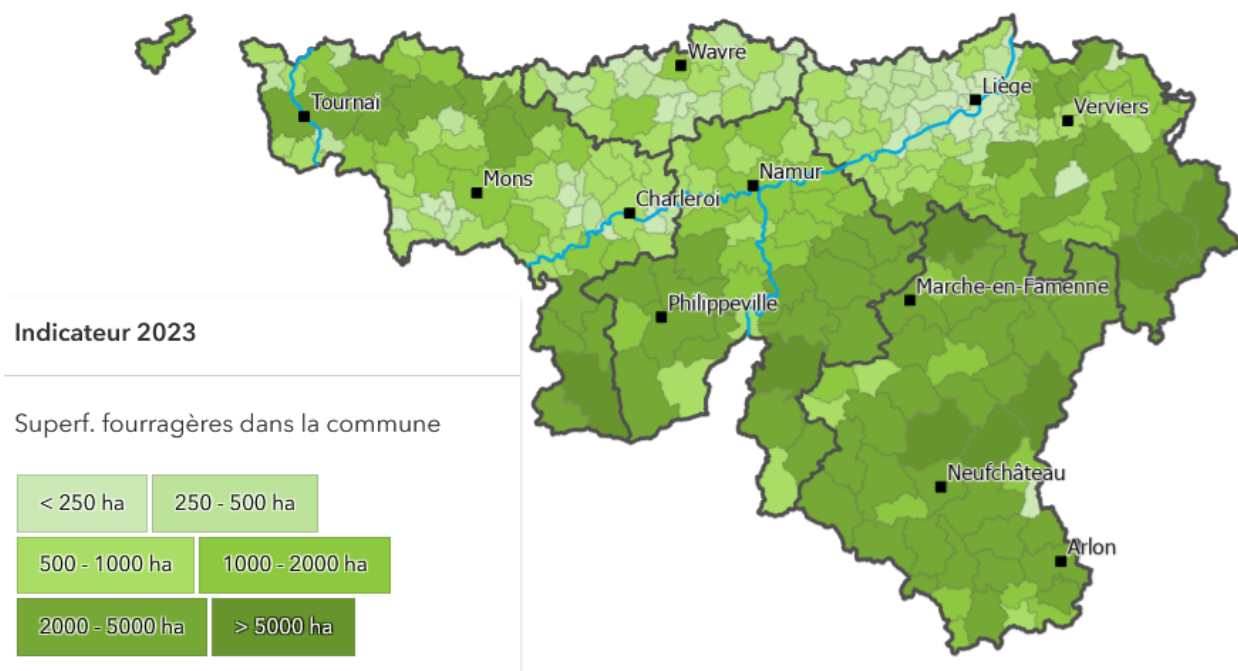 Wavre
Liège
Tournai
Verviers
Mons
Namur
Charleroi
Marche-en-Famenne
Philippeville
Indicateur 2023
Superf. fourragères dans la commune
Neufchâteau
< 250 ha
250 - 500 ha
500 - 1000 ha
1000 - 2000 ha
Arlon
2000 - 5000 ha
> 5000 ha